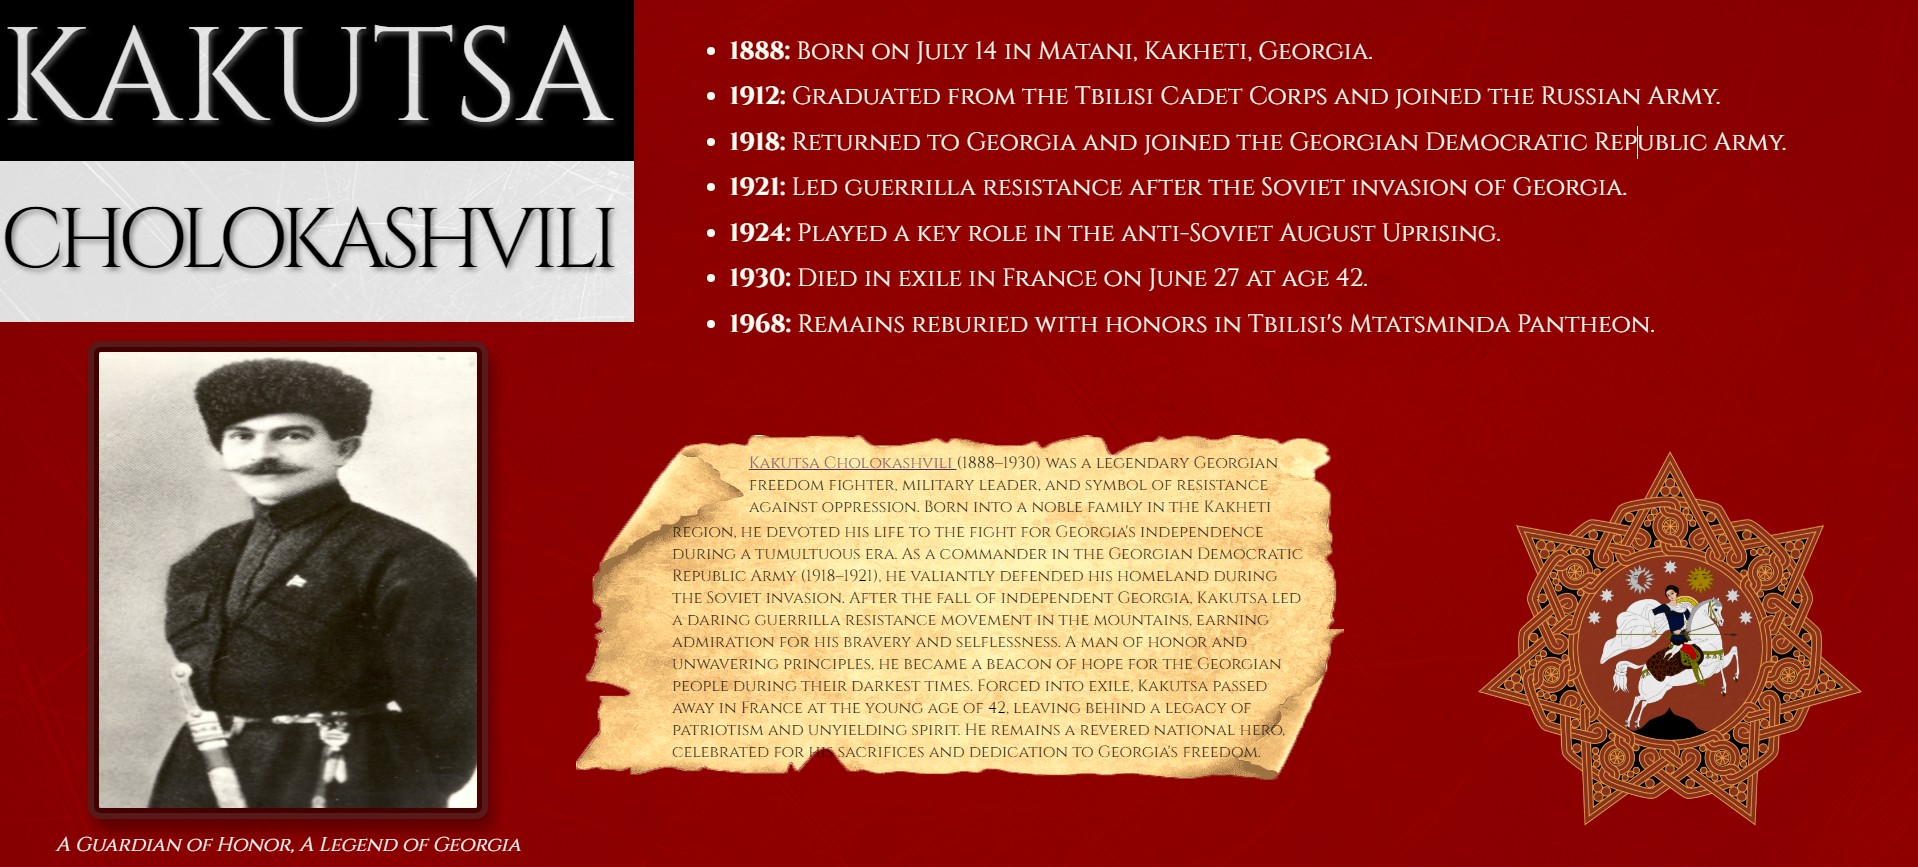 KAKUTSA
CHOLOKASHVILI
• 1888: Born on July 14 in Matani, Kakheti, Georgia.
• 1912: Graduated from the Tbilisi Cadet Corps and joined the Russian Army.
• 1918: Returned to Georgia and joined the Georgian Democratic Republic Army.
• 1921: Led guerrilla resistance after the Soviet invasion of Georgia.
• 1924: Played a key role in the anti-Soviet August Uprising.
• 1930: Died in exile in France on June 27 at age 42.
• 1968: Remains reburied with honors in Tbilisi's Mtatsminda Pantheon.
A Guardian of Honor, A Legend of Georgia
Kakutsa Cholokashvili (1888–1930) was a legendary Georgian
freedom fighter, military leader, and symbol of resistance
against oppression. Born into a noble family in the Kakheti
region, he devoted his life to the fight for Georgia's independence
during a tumultuous era. As a commander in the Georgian Democratic
Republic Army (1918–1921), he valiantly defended his homeland during
the Soviet invasion. After the fall of independent Georgia, Kakutsa led
a daring guerrilla resistance movement in the mountains, earning
admiration for his bravery and selflessness. A man of honor and
unwavering principles, he became a beacon of hope for the Georgian
people during their darkest times. Forced into exile, Kakutsa passed
away in France at the young age of 42, leaving behind a legacy of
patriotism and unyielding spirit. He remains a revered national hero,
celebrated for his sacrifices and dedication to Georgia's freedom.